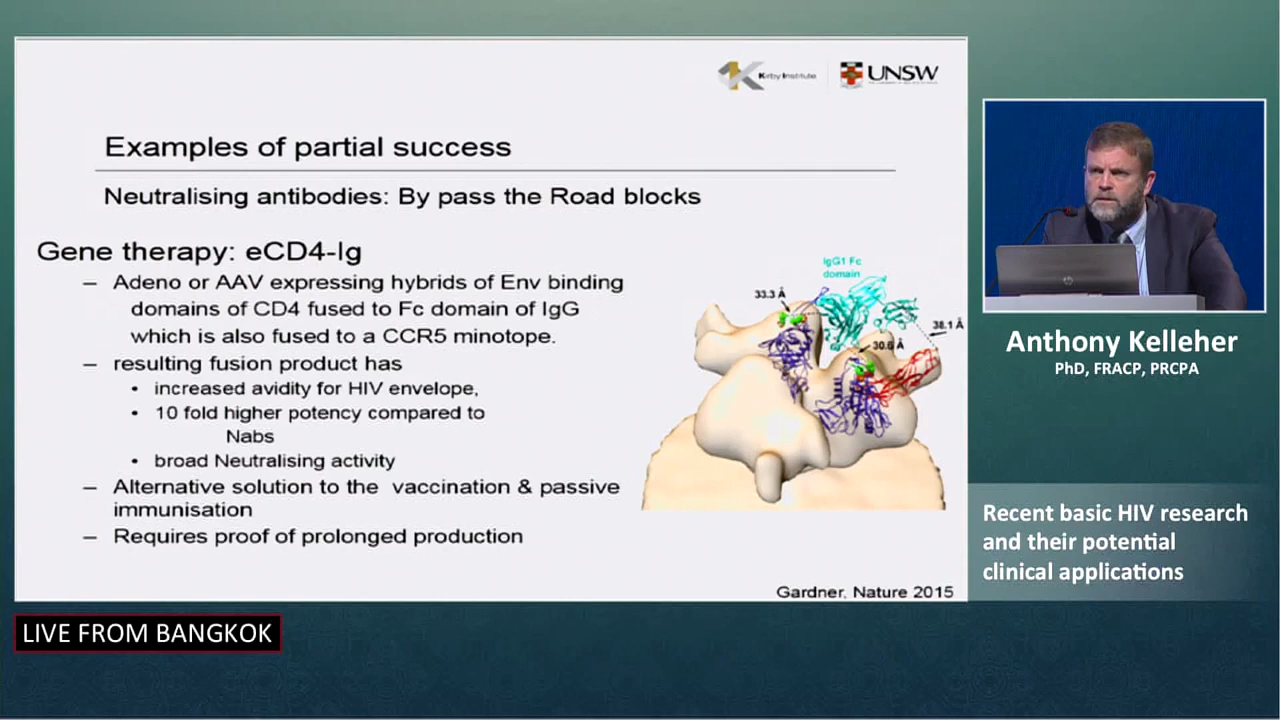 Kirby Institute
UNSW
Examples of partial success
Neutralising antibodies: By pass the Road blocks
Gene therapy: eCD4-Ig
– Adeno or AAV expressing hybrids of Env binding
domains of CD4 fused to Fc domain of IgG
which is also fused to a CCR5 minotope.
– resulting fusion product has
• increased avidity for HIV envelope,
• 10 fold higher potency compared to
Nabs
• broad Neutralising activity
– Alternative solution to the vaccination & passive
immunisation
– Requires proof of prolonged production
IgG1 Fc
domain
33.3 Å
38.1 Å
30.6 Å
Gardner, Nature 2015
Anthony Kelleher
PhD, FRACP, PRCPA
Recent basic HIV research
and their potential
clinical applications
LIVE FROM BANGKOK